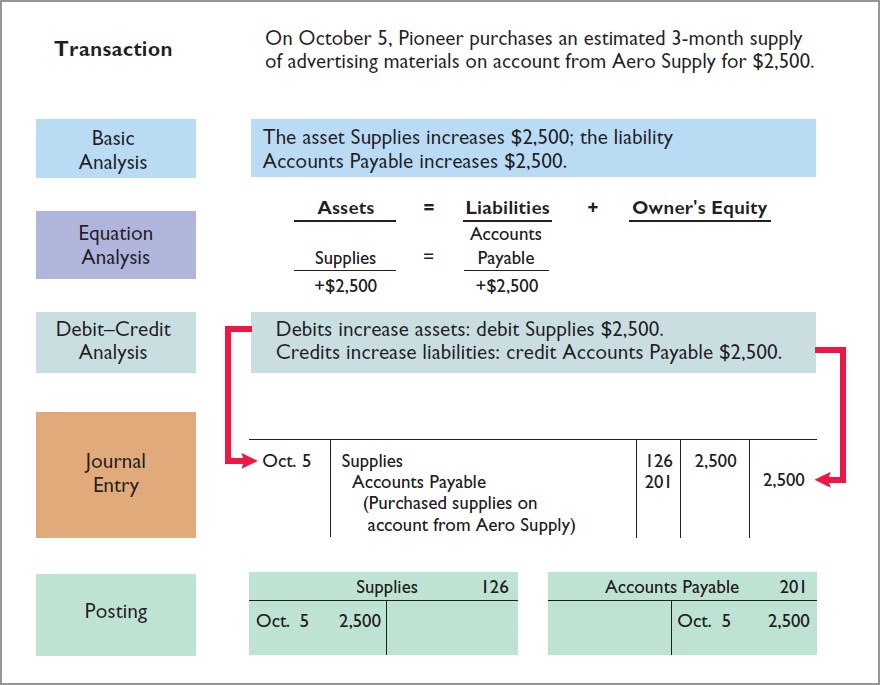 Transaction
On October 5, Pioneer purchases an estimated 3-month supply
of advertising materials on account from Aero Supply for $2,500.
Basic
Analysis
The asset Supplies increases $2,500; the liability
Accounts Payable increases $2,500.
Equation
Analysis
Assets = Liabilities + Owner's Equity
Accounts
Supplies = Payable
+$2,500 +$2,500
Debit–Credit
Analysis
Debits increase assets: debit Supplies $2,500.
Credits increase liabilities: credit Accounts Payable $2,500.
Journal
Entry
Oct. 5 Supplies 126 2,500
Accounts Payable 201 2,500
(Purchased supplies on
account from Aero Supply)
Posting
Supplies 126
Oct. 5 2,500
Accounts Payable 201
Oct. 5 2,500